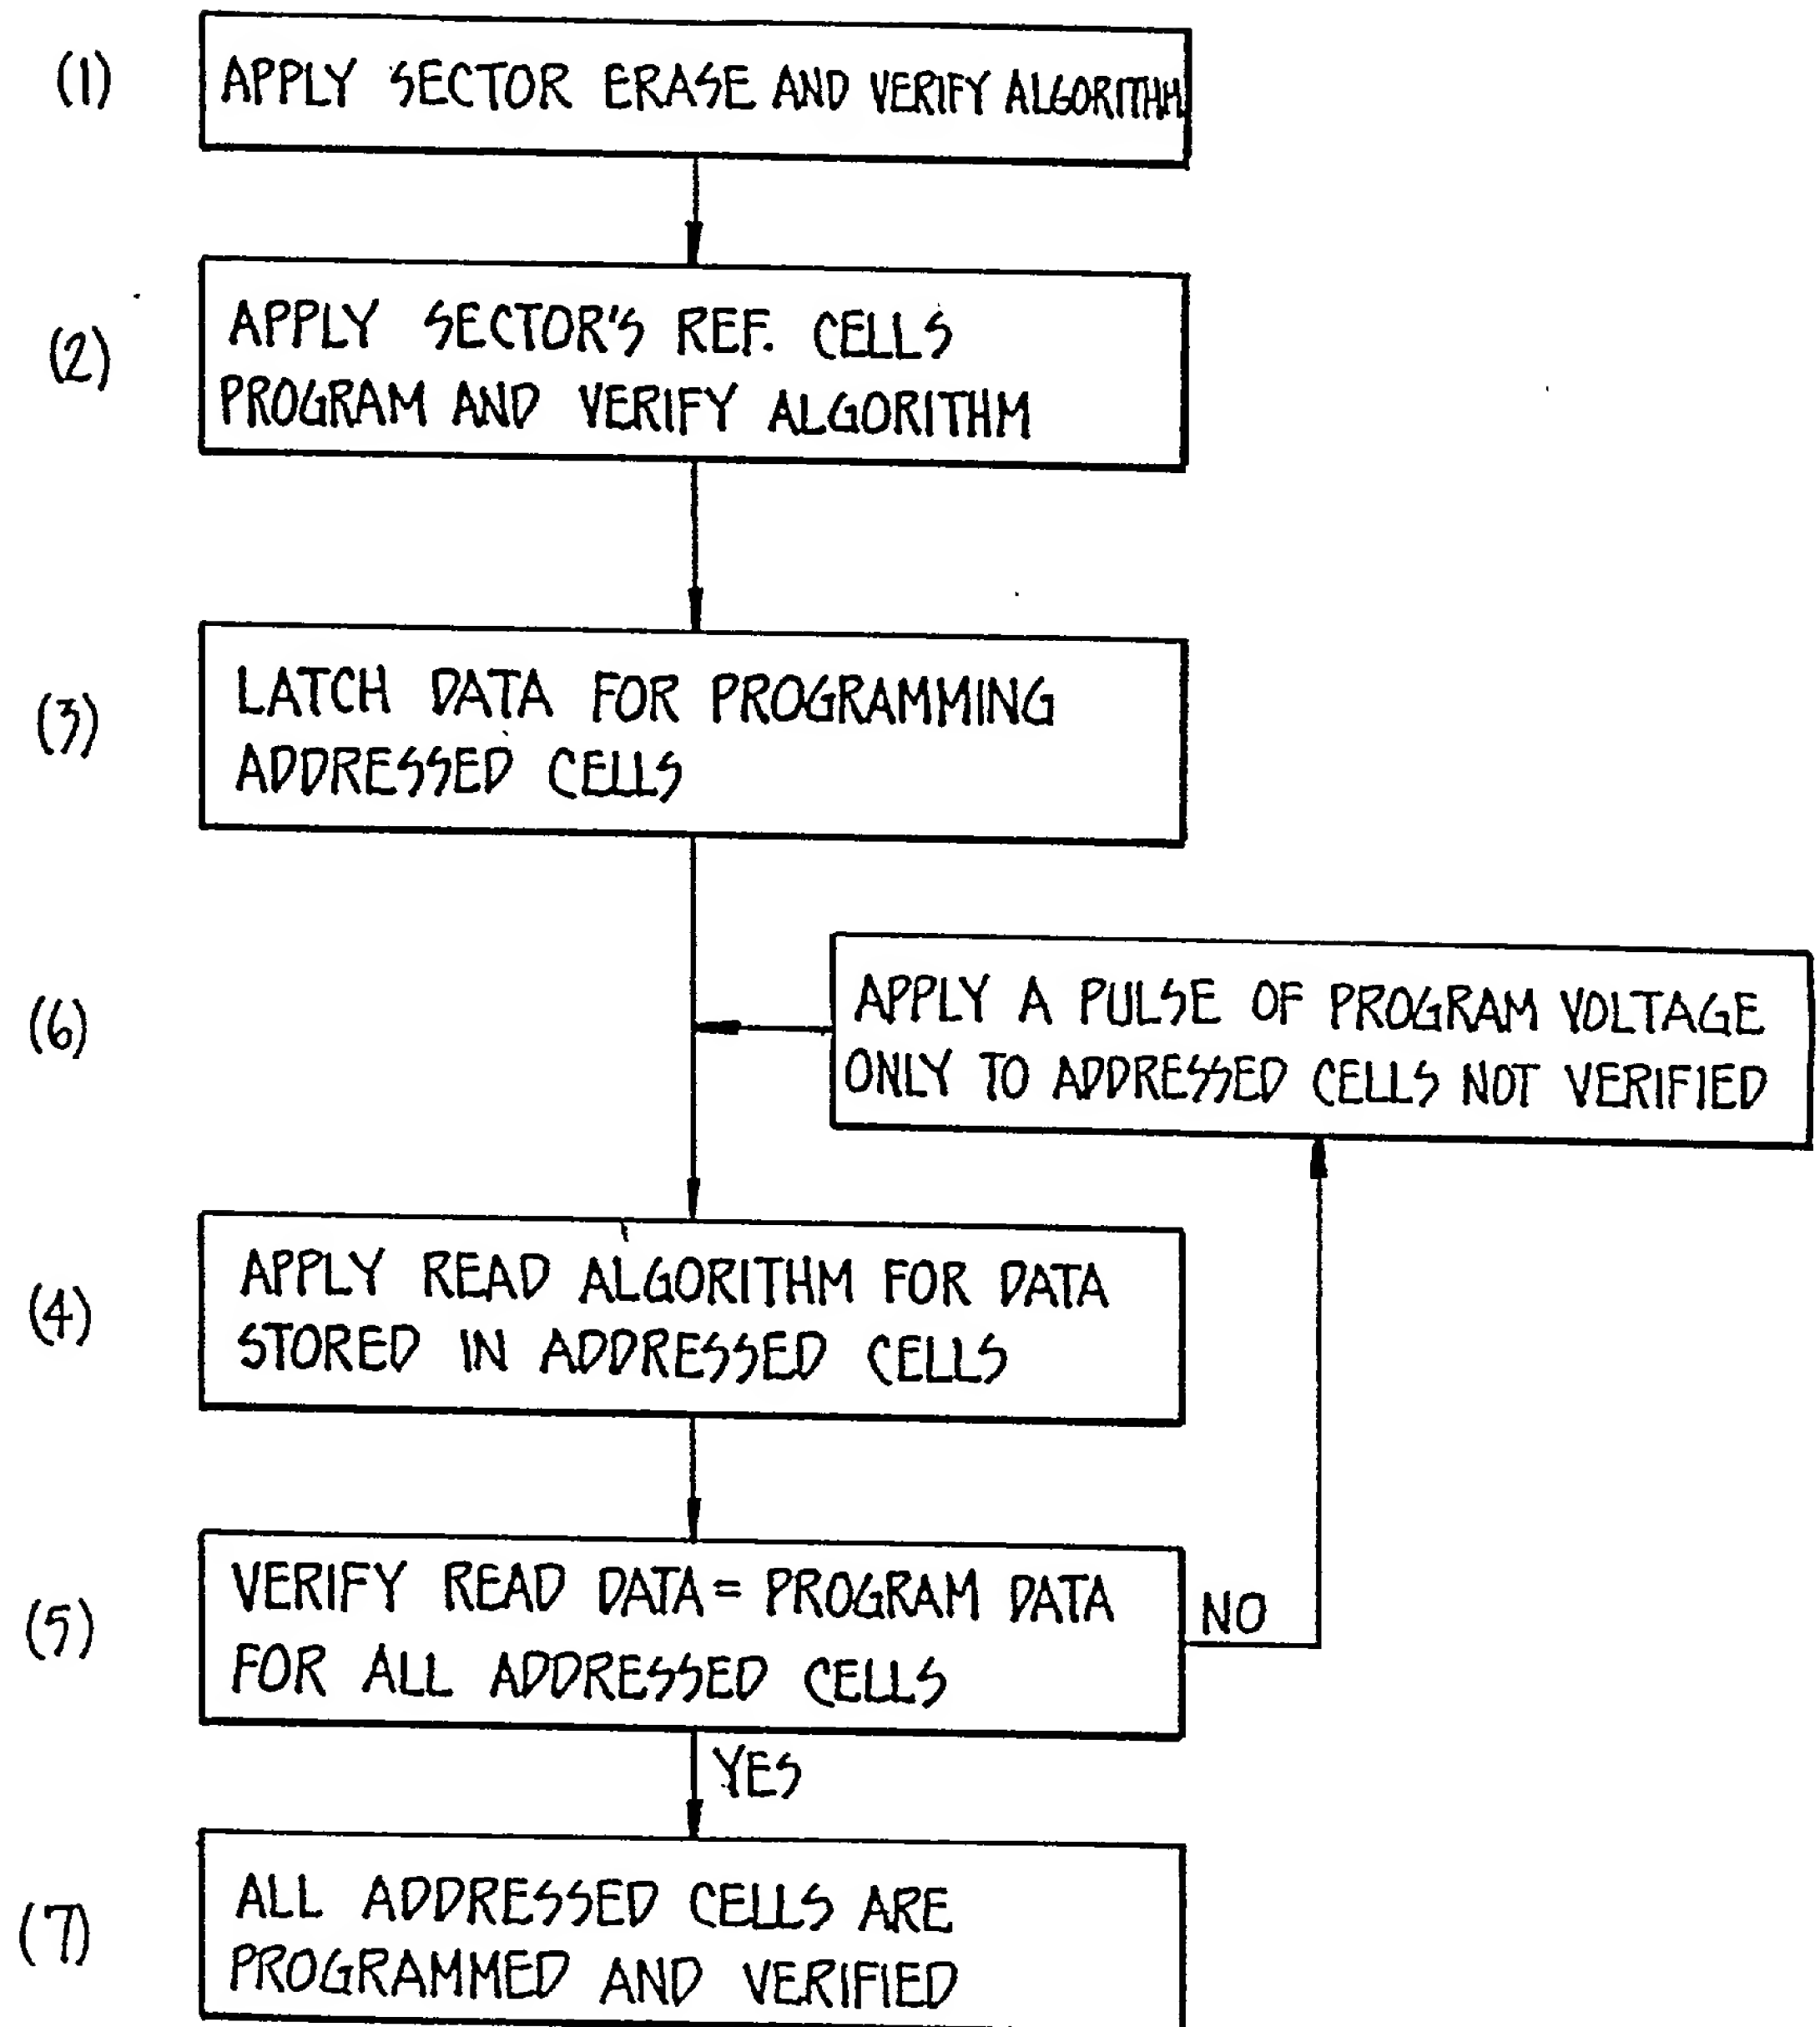 (1)
APPLY SECTOR ERASE AND VERIFY ALGORITHM
(2)
APPLY SECTOR'S REF. CELLS
PROGRAM AND VERIFY ALGORITHM
(3)
LATCH DATA FOR PROGRAMMING
ADDRESSED CELLS
(6)
APPLY A PULSE OF PROGRAM VOLTAGE
ONLY TO ADDRESSED CELLS NOT VERIFIED
(4)
APPLY READ ALGORITHM FOR DATA
STORED IN ADDRESSED CELLS
(5)
VERIFY READ DATA = PROGRAM DATA
FOR ALL ADDRESSED CELLS
NO
YES
(7)
ALL ADDRESSED CELLS ARE
PROGRAMMED AND VERIFIED